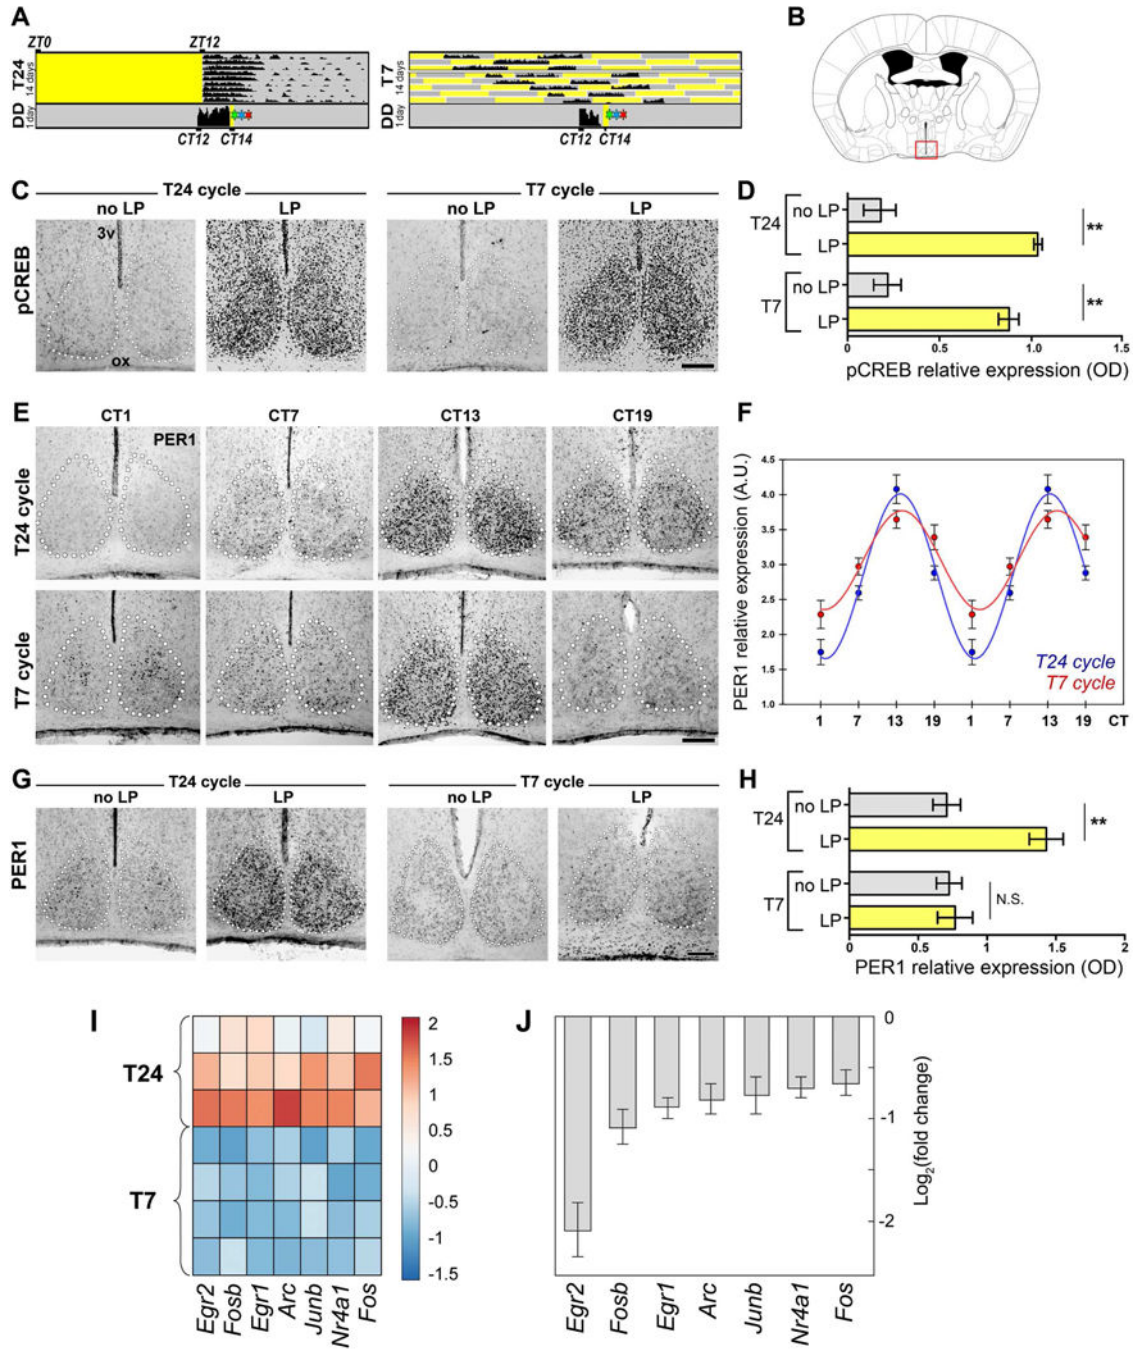 A
B
ZT0 ZT12
T24
14 days
DD
1 day
CT12 CT14
T7
14 days
DD
1 day
CT12 CT14
C
T24 cycle T7 cycle
no LP LP no LP LP
pCREB
3v
ox
D
T24
no LP
LP
T7
no LP
LP
**
**
0 0.5 1.0 1.5
pCREB relative expression (OD)
E
CT1 CT7 CT13 CT19
PER1
T24 cycle
T7 cycle
F
PER1 relative expression (A.U.)
4.5
4.0
3.5
3.0
2.5
2.0
1.5
1.0
T24 cycle
T7 cycle
1 7 13 19 1 7 13 19 CT
G
T24 cycle T7 cycle
no LP LP no LP LP
PER1
H
T24
no LP
LP
T7
no LP
LP
**
N.S.
0 0.5 1 1.5 2
PER1 relative expression (OD)
I
T24
T7
2
1.5
1
0.5
0
-0.5
-1
-1.5
Egr2 Fosb Egr1 Arc Junb Nr4a1 Fos
J
0
-1
-2
Log2(fold change)
Egr2 Fosb Egr1 Arc Junb Nr4a1 Fos